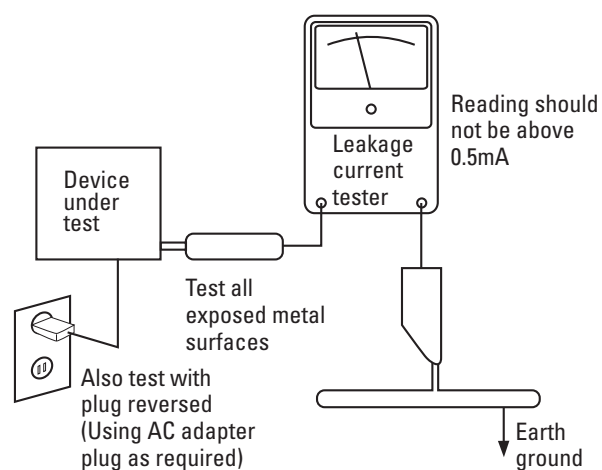 Leakage
current
tester
Reading should
not be above
0.5mA
Device
under
test
Test all
exposed metal
surfaces
Also test with
plug reversed
(Using AC adapter
plug as required)
Earth
ground